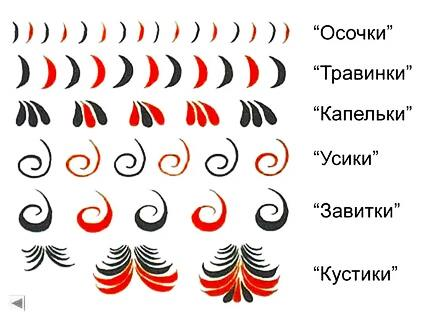 “Осочки”
“Травинки”
“Капельки”
“Усики”
“Завитки”
“Кустики”